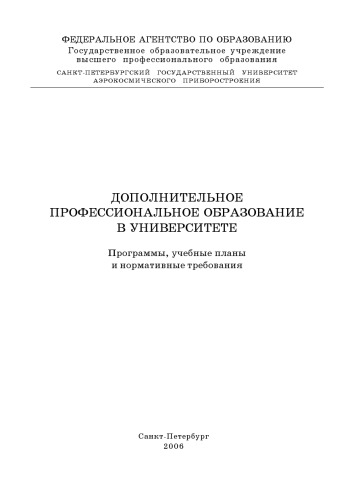 ФЕДЕРАЛЬНОЕ АГЕНТСТВО ПО ОБРАЗОВАНИЮ
Государственное образовательное учреждение
высшего профессионального образования
САНКТ-ПЕТЕРБУРГСКИЙ ГОСУДАРСТВЕННЫЙ УНИВЕРСИТЕТ
АЭРОКОСМИЧЕСКОГО ПРИБОРОСТРОЕНИЯ
ДОПОЛНИТЕЛЬНОЕ
ПРОФЕССИОНАЛЬНОЕ ОБРАЗОВАНИЕ
В УНИВЕРСИТЕТЕ
Программы, учебные планы
и нормативные требования
Санкт-Петербург
2006